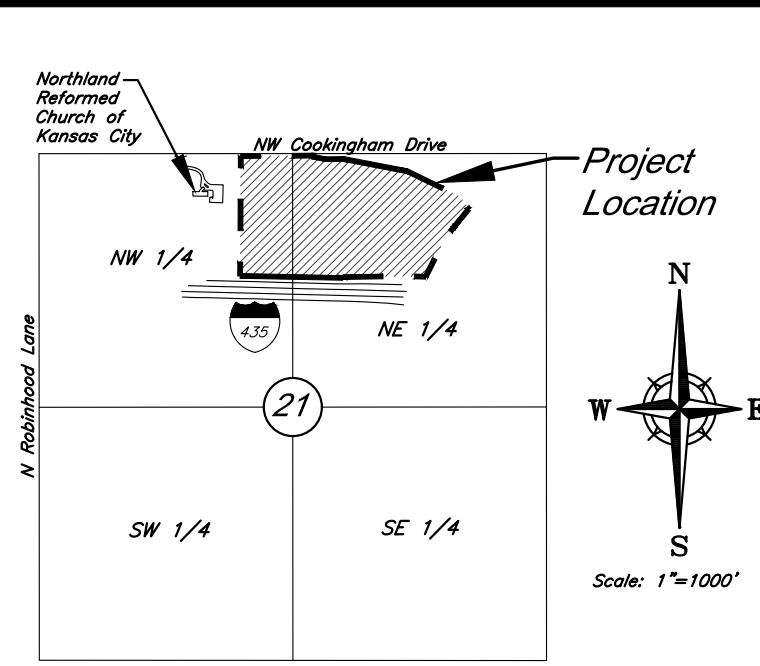 Northland
Reformed
Church of
Kansas City
NW Cookingham Drive
Project
Location
NW 1/4
435
NE 1/4
N Robinhood Lane
21
SW 1/4
SE 1/4
N
W
E
S
Scale: 1"=1000'